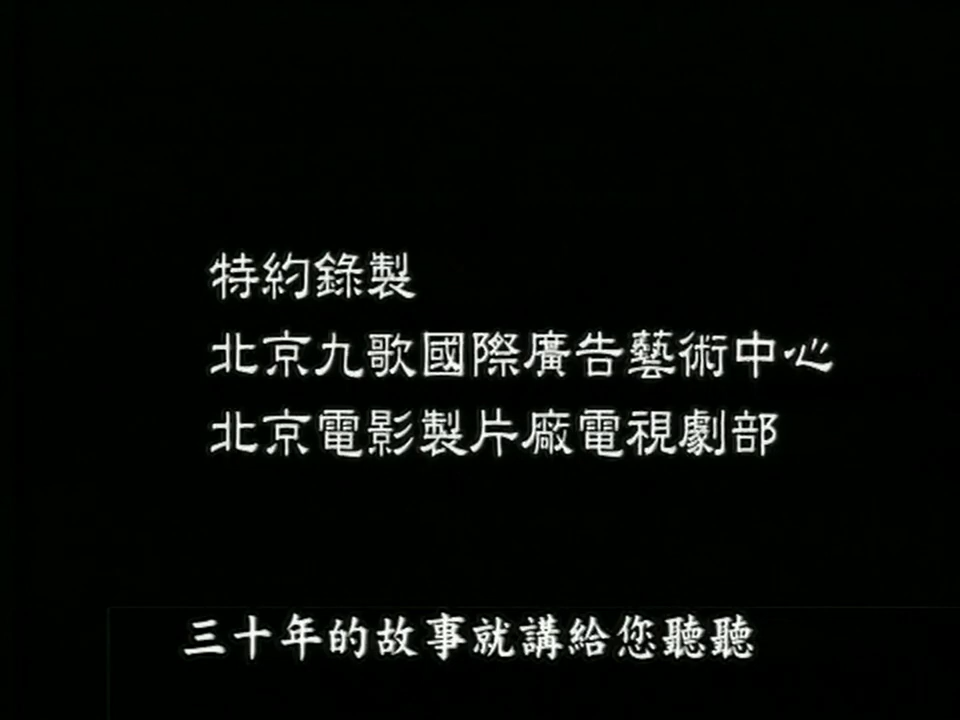 特約錄製
北京九歌國際廣告藝術中心
北京電影製片廠電視劇部
三十年的故事就講給您聽聽